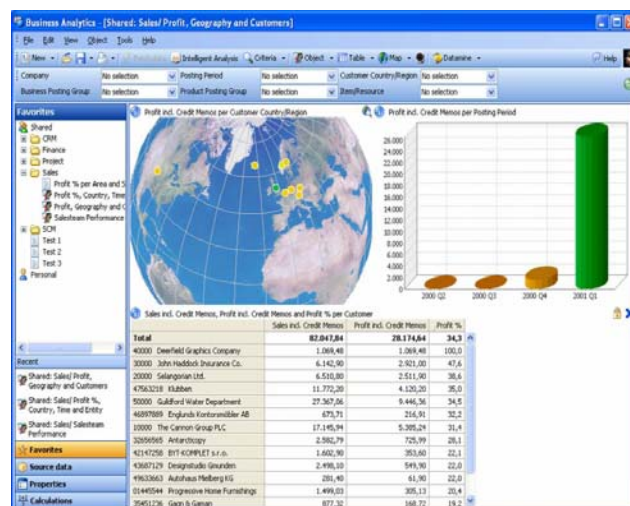 Business Analytics - [Shared: Sales/ Profit, Geography and Customers]
File Edit View Object Tools Help
New Intelligent Analysis Criteria Object Table Map Datamine Help
Company No selection Posting Period No selection Customer Country/Region No selection
Business Posting Group No selection Product Posting Group No selection Item/Resource No selection
Favorites
Shared
CRM
Finance
Project
Sales
Profit % per Area and S
Profit %, Country, Time
Profit, Geography and C
Salesteam Performance
SCM
Test 1
Test 2
Test 3
Personal
Recent
Shared: Sales/ Profit, Geography and Customers
Shared: Sales/ Profit %, Country, Time and Entity
Shared: Sales/ Salesteam Performance
Favorites
Source data
Properties
Calculations
Profit incl. Credit Memos per Customer Country/Region
Profit incl. Credit Memos per Posting Period
26.000
24.000
22.000
20.000
18.000
16.000
14.000
12.000
10.000
8.000
6.000
4.000
2.000
0
2000 Q2 2000 Q3 2000 Q4 2001 Q1
Sales incl. Credit Memos, Profit incl. Credit Memos and Profit % per Customer
Sales incl. Credit Memos Profit incl. Credit Memos Profit %
Total 82.047,84 28.174,64 34,3
40000 Deerfield Graphics Company 1.069,48 1.069,48 100,0
30000 John Haddock Insurance Co. 6.142,90 2.921,00 47,6
20000 Selangorian Ltd. 6.510,80 2.511,90 38,6
47563218 Klubben 11.772,20 4.120,20 35,0
50000 Guildford Water Department 27.367,06 9.446,36 34,5
46897889 Englunds Kontorsmöbler AB 673,71 216,91 32,2
10000 The Cannon Group PLC 17.145,94 5.385,24 31,4
32656565 Antarcticopy 2.582,79 725,99 28,1
42147258 BYT-KOMPLET s.r.o. 1.602,90 353,60 22,1
43687129 Designstudio Gmunden 2.498,10 549,90 22,0
49633663 Autohaus Mielberg KG 281,40 61,90 22,0
01445544 Progressive Home Furnishings 1.499,03 305,13 20,4
35451236 Gagn & Gaman 877,32 168,72 19,2